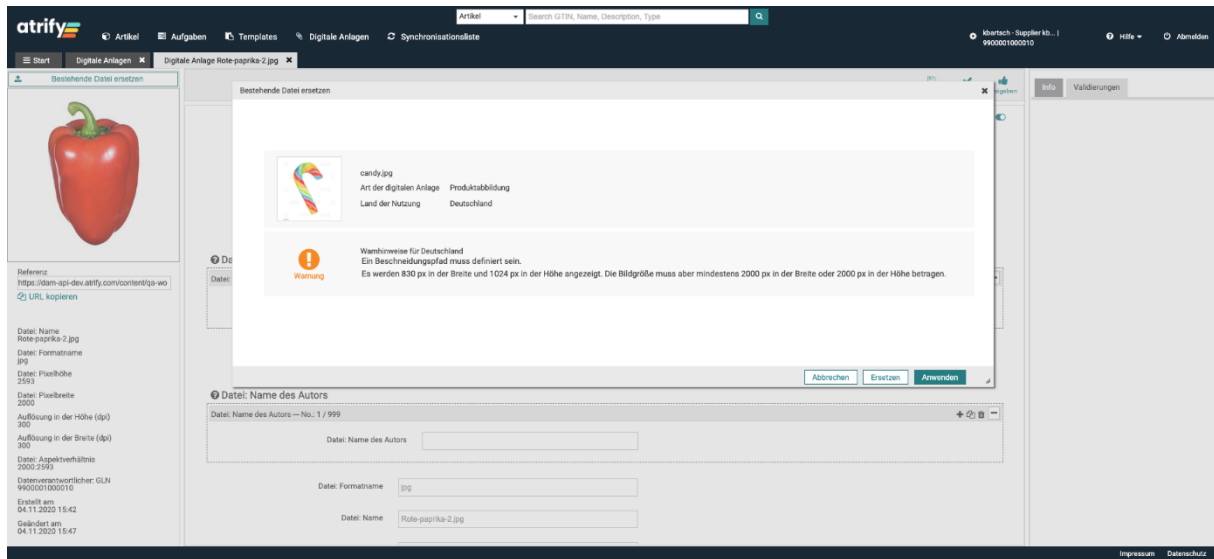 atrify
Artikel
Search GTIN, Name, Description, Type
Artikel
Aufgaben
Templates
Digitale Anlagen
Synchronisationsliste
kbartsch - Supplier kb... |
9900001000010
Hilfe
Abmelden
Start
Digitale Anlagen
Digitale Anlage Rote-paprika-2.jpg
Bestehende Datei ersetzen
Bestehende Datei ersetzen
Info
Validierungen
candy.jpg
Art der digitalen Anlage Produktabbildung
Land der Nutzung Deutschland
Warnung
Warnhinweise für Deutschland
Ein Beschneidungspfad muss definiert sein.
Es werden 830 px in der Breite und 1024 px in der Höhe angezeigt. Die Bildgröße muss aber mindestens 2000 px in der Breite oder 2000 px in der Höhe betragen.
Abbrechen
Ersetzen
Anwenden
Referenz
https://dam-api-dev.atrify.com/content/qa-wo
URL kopieren
Datei: Name
Rote-paprika-2.jpg
Datei: Formatname
jpg
Datei: Pixelhöhe
2593
Datei: Pixelbreite
2000
Auflösung in der Höhe (dpi)
300
Auflösung in der Breite (dpi)
300
Datei: Aspektverhältnis
2000:2593
Datenverantwortlicher: GLN
9900001000010
Erstellt am
04.11.2020 15:42
Geändert am
04.11.2020 15:47
Da
Datei:
Datei: Name des Autors
Datei: Name des Autors — No.: 1 / 999
Datei: Name des Autors
Datei: Formatname jpg
Datei: Name Rote-paprika-2.jpg
Impressum Datenschutz